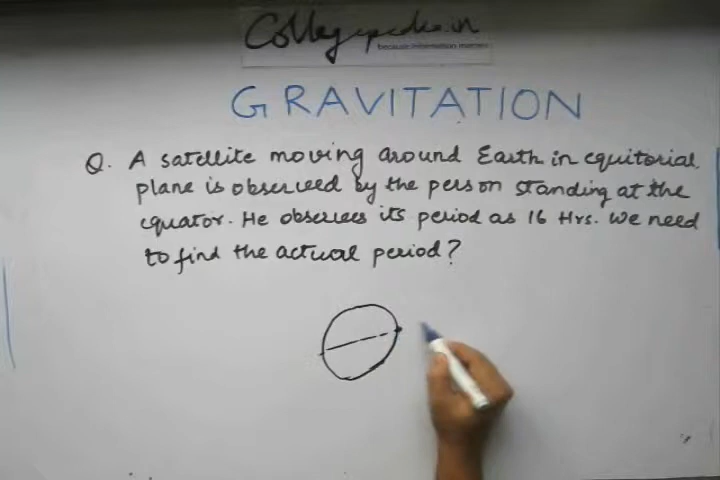 Collegepedia.in
because information matters
GRAVITATION
Q. A satellite moving around Earth in equitorial
plane is observed by the person standing at the
equator. He observes its period as 16 Hrs. We need
to find the actual period?